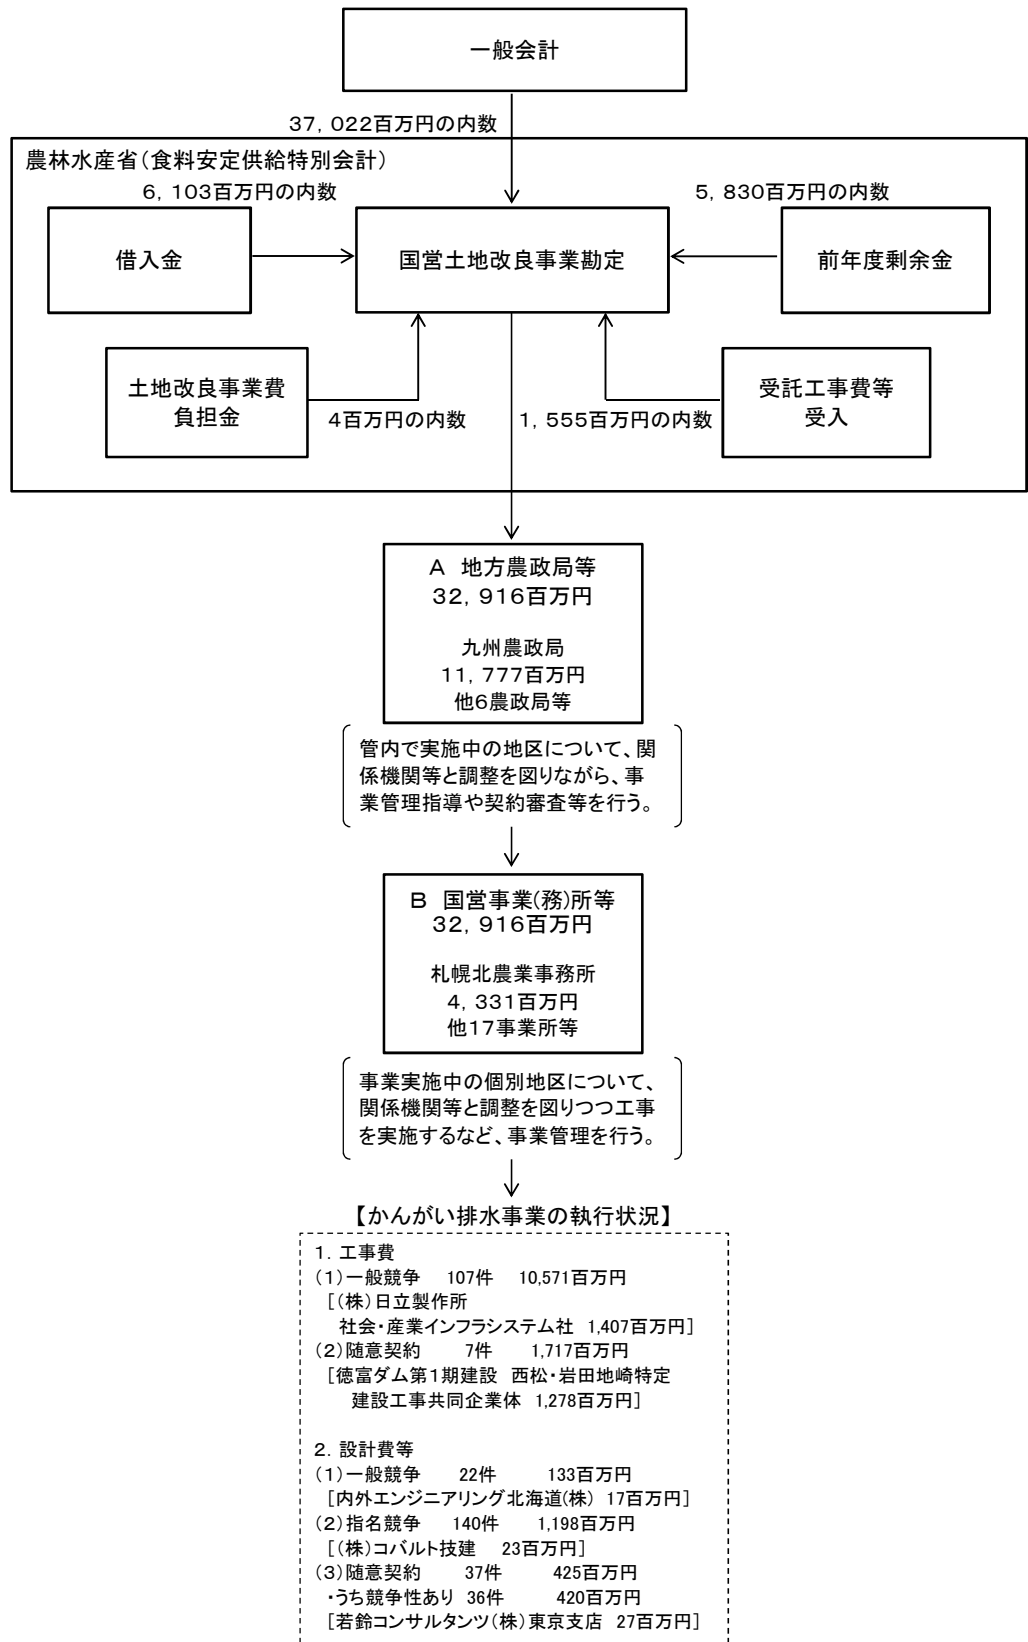 一般会計
37,022百万円の内数
農林水産省(食料安定供給特別会計)
6,103百万円の内数
5,830百万円の内数
借入金
国営土地改良事業勘定
前年度剰余金
土地改良事業費
負担金
受託工事費等
受入
4百万円の内数
1,555百万円の内数
A 地方農政局等
32,916百万円
九州農政局
11,777百万円
他6農政局等
管内で実施中の地区について、関
係機関等と調整を図りながら、事
業管理指導や契約審査等を行う。
B 国営事業(務)所等
32,916百万円
札幌北農業事務所
4,331百万円
他17事業所等
事業実施中の個別地区について、
関係機関等と調整を図りつつ工事
を実施するなど、事業管理を行う。
【かんがい排水事業の執行状況】
1.工事費
(1)一般競争 107件 10,571百万円
[(株)日立製作所
社会・産業インフラシステム社 1,407百万円]
(2)随意契約 7件 1,717百万円
[徳富ダム第1期建設 西松・岩田地崎特定
建設工事共同企業体 1,278百万円]
2.設計費等
(1)一般競争 22件 133百万円
[内外エンジニアリング北海道(株) 17百万円]
(2)指名競争 140件 1,198百万円
[(株)コバルト技建 23百万円]
(3)随意契約 37件 425百万円
・うち競争性あり 36件 420百万円
[若鈴コンサルタンツ(株)東京支店 27百万円]